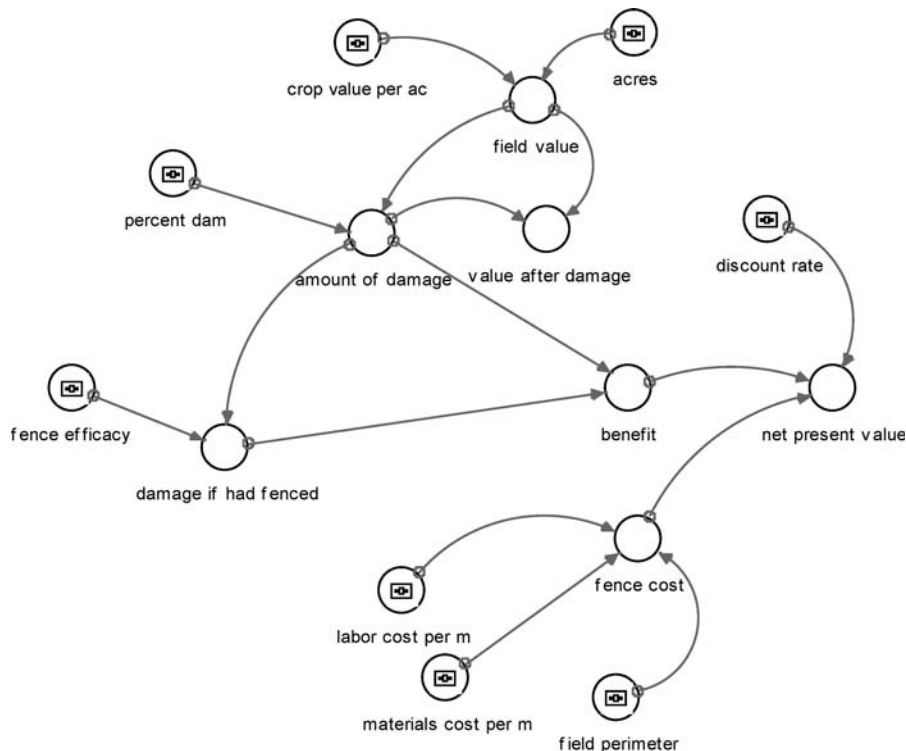 crop value per ac
acres
field value
percent dam
amount of damage
value after damage
discount rate
fence efficacy
damage if had fenced
benefit
net present value
fence cost
labor cost per m
materials cost per m
field perimeter